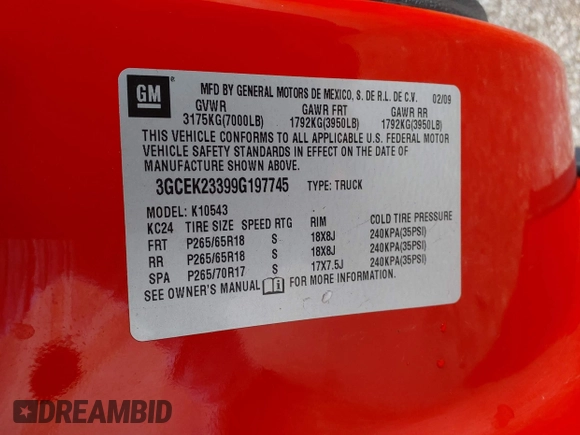 GM
MFD BY GENERAL MOTORS DE MEXICO, S. DE R.L. DE C.V. 02/09
GVWR GAWR FRT GAWR RR
3175KG(7000LB) 1792KG(3950LB) 1792KG(3950LB)
THIS VEHICLE CONFORMS TO ALL APPLICABLE U.S. FEDERAL MOTOR
VEHICLE SAFETY STANDARDS IN EFFECT ON THE DATE OF
MANUFACTURE SHOWN ABOVE.
3GCEK23399G197745 TYPE: TRUCK
MODEL: K10543
KC24 TIRE SIZE SPEED RTG RIM COLD TIRE PRESSURE
FRT P265/65R18 S 18X8J 240KPA(35PSI)
RR P265/65R18 S 18X8J 240KPA(35PSI)
SPA P265/70R17 S 17X7.5J 240KPA(35PSI)
SEE OWNER'S MANUAL FOR MORE INFORMATION.
DREAMBID